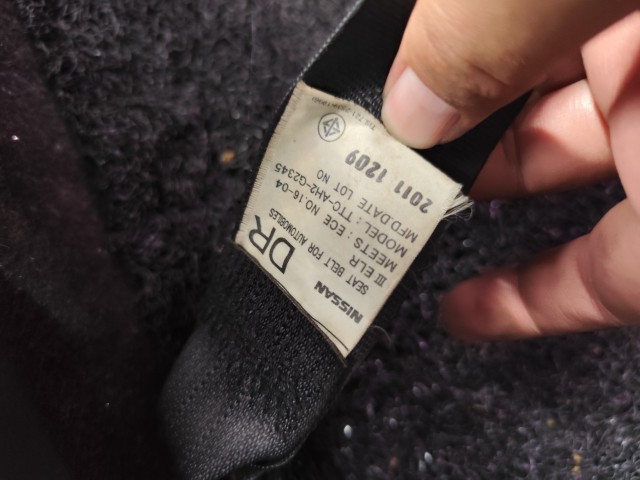 NISSAN
SEAT BELT FOR AUTOMOBILES
III ELR
DR
MEETS : ECE NO.16-04
MODEL : TTC-AH2-G2345
MFD.DATE LOT NO
2011 1209